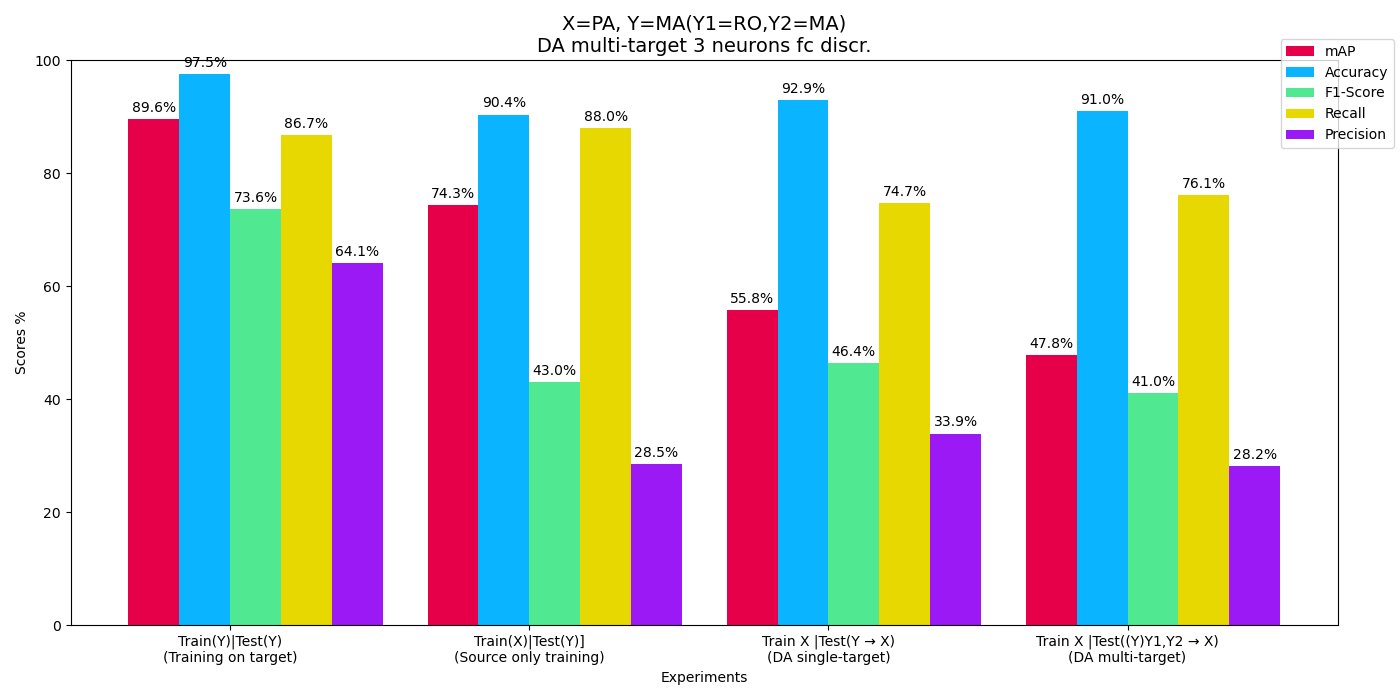 X=PA, Y=MA(Y1=RO,Y2=MA)
DA multi-target 3 neurons fc discr.
mAP
Accuracy
F1-Score
Recall
Precision
Scores %
100
80
60
40
20
0
89.6%
97.5%
73.6%
86.7%
64.1%
74.3%
90.4%
43.0%
88.0%
28.5%
55.8%
92.9%
46.4%
74.7%
33.9%
47.8%
91.0%
41.0%
76.1%
28.2%
Train(Y)|Test(Y)
(Training on target)
Train(X)|Test(Y)]
(Source only training)
Train X |Test(Y → X)
(DA single-target)
Train X |Test((Y)Y1,Y2 → X)
(DA multi-target)
Experiments